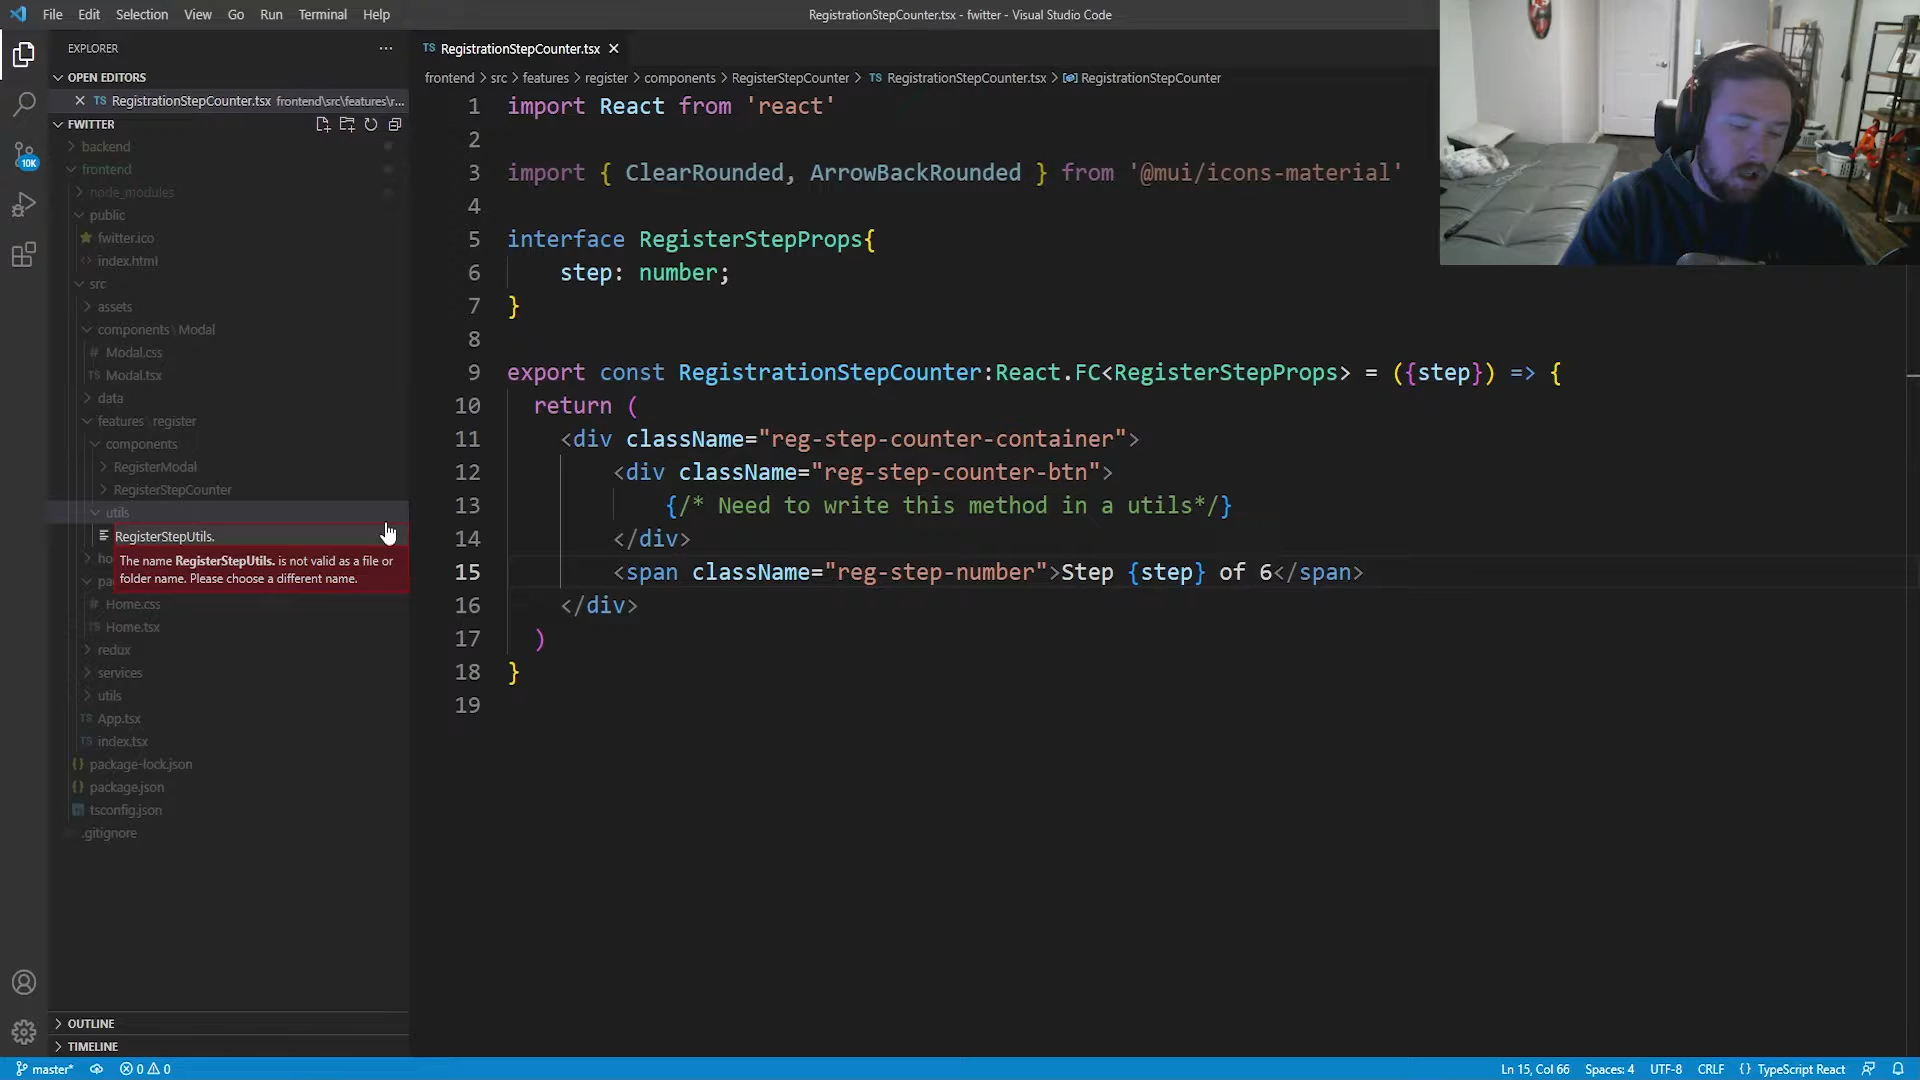 File Edit Selection View Go Run Terminal Help
RegistrationStepCounter.tsx - fwitter - Visual Studio Code
EXPLORER
OPEN EDITORS
TS RegistrationStepCounter.tsx frontend\src\features\r...
FWITTER
backend
frontend
node_modules
public
fwitter.ico
index.html
src
assets
components \ Modal
# Modal.css
TS Modal.tsx
data
features \ register
components
RegisterModal
RegisterStepCounter
utils
RegisterStepUtils.
The name RegisterStepUtils. is not valid as a file or
folder name. Please choose a different name.
# Home.css
TS Home.tsx
redux
services
utils
TS App.tsx
TS index.tsx
{} package-lock.json
{} package.json
tsconfig.json
.gitignore
OUTLINE
TIMELINE
10K
TS RegistrationStepCounter.tsx
frontend > src > features > register > components > RegisterStepCounter > TS RegistrationStepCounter.tsx > RegistrationStepCounter
1 import React from 'react'
2
3 import { ClearRounded, ArrowBackRounded } from '@mui/icons-material'
4
5 interface RegisterStepProps{
6 step: number;
7 }
8
9 export const RegistrationStepCounter:React.FC<RegisterStepProps> = ({step}) => {
10 return (
11 <div className="reg-step-counter-container">
12 <div className="reg-step-counter-btn">
13 {/* Need to write this method in a utils*/}
14 </div>
15 <span className="reg-step-number">Step {step} of 6</span>
16 </div>
17 )
18 }
19
master* 0 0
Ln 15, Col 66 Spaces: 4 UTF-8 CRLF {} TypeScript React